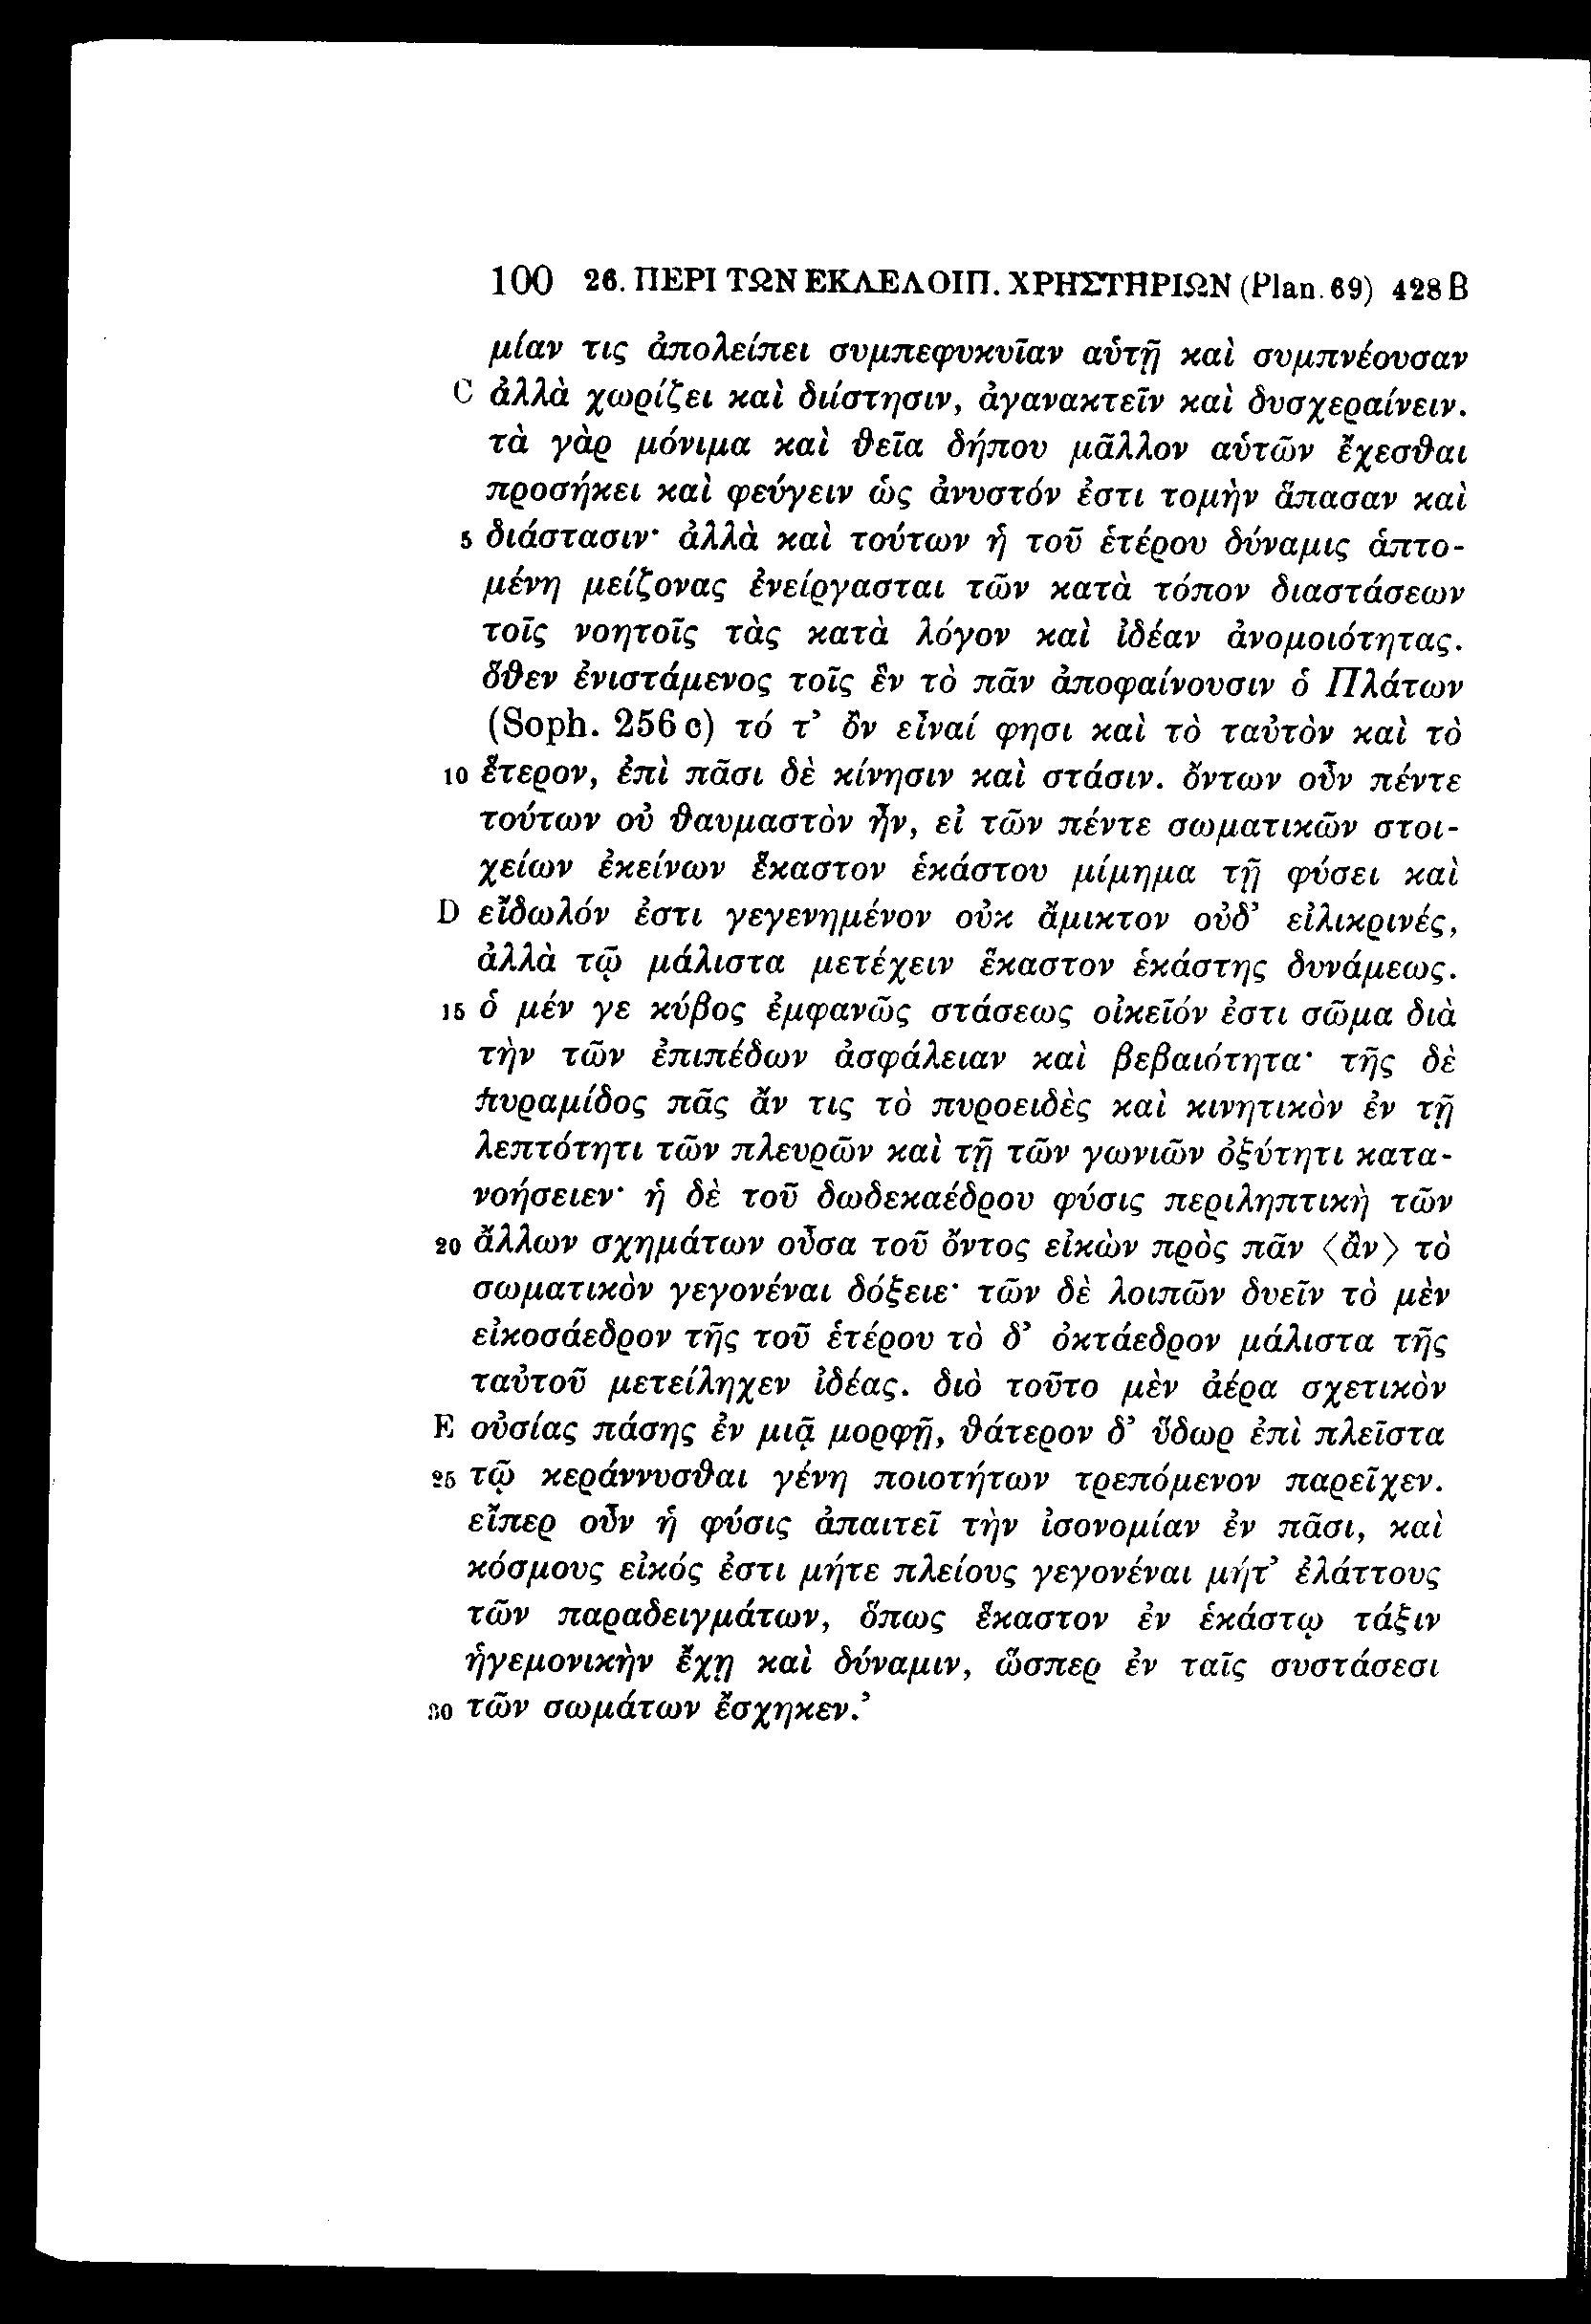 100 26. ΠΕΡΙ ΤΩΝ ΕΚΛΕΛΟΙΠ. ΧΡΗΣΤΗΡΙΩΝ (Plan. 69) 428 B
μίαν τις ἀπολείπει συμπεφυκυῖαν αὑτῇ καὶ συμπνέουσαν
C ἀλλὰ χωρίζει καὶ διίστησιν, ἀγανακτεῖν καὶ δυσχεραίνειν.
τὰ γὰρ μόνιμα καὶ θεῖα δήπου μᾶλλον αὑτῶν ἔχεσθαι
προσήκει καὶ φεύγειν ὡς ἀνυστόν ἐστι τομὴν ἅπασαν καὶ
5 διάστασιν· ἀλλὰ καὶ τούτων ἡ τοῦ ἑτέρου δύναμις ἁπτο-
μένη μείζονας ἐνείργασται τῶν κατὰ τόπον διαστάσεων
τοῖς νοητοῖς τὰς κατὰ λόγον καὶ ἰδέαν ἀνομοιότητας.
ὅθεν ἐνιστάμενος τοῖς ἓν τὸ πᾶν ἀποφαίνουσιν ὁ Πλάτων
(Soph. 256 c) τό τ’ ὂν εἶναί φησι καὶ τὸ ταὐτὸν καὶ τὸ
10 ἕτερον, ἐπὶ πᾶσι δὲ κίνησιν καὶ στάσιν. ὄντων οὖν πέντε
τούτων οὐ θαυμαστὸν ἦν, εἰ τῶν πέντε σωματικῶν στοι-
χείων ἐκείνων ἕκαστον ἑκάστου μίμημα τῇ φύσει καὶ
D εἴδωλόν ἐστι γεγενημένον οὐκ ἄμικτον οὐδ’ εἰλικρινές,
ἀλλὰ τῷ μάλιστα μετέχειν ἕκαστον ἑκάστης δυνάμεως.
15 ὁ μέν γε κύβος ἐμφανῶς στάσεως οἰκεῖόν ἐστι σῶμα διὰ
τὴν τῶν ἐπιπέδων ἀσφάλειαν καὶ βεβαιότητα· τῆς δὲ
πυραμίδος πᾶς ἄν τις τὸ πυροειδὲς καὶ κινητικὸν ἐν τῇ
λεπτότητι τῶν πλευρῶν καὶ τῇ τῶν γωνιῶν ὀξύτητι κατα-
νοήσειεν· ἡ δὲ τοῦ δωδεκαέδρου φύσις περιληπτικὴ τῶν
20 ἄλλων σχημάτων οὖσα τοῦ ὄντος εἰκὼν πρὸς πᾶν 〈ἂν〉 τὸ
σωματικὸν γεγονέναι δόξειε· τῶν δὲ λοιπῶν δυεῖν τὸ μὲν
εἰκοσάεδρον τῆς τοῦ ἑτέρου τὸ δ’ ὀκτάεδρον μάλιστα τῆς
ταὐτοῦ μετείληχεν ἰδέας. διὸ τοῦτο μὲν ἀέρα σχετικὸν
E οὐσίας πάσης ἐν μιᾷ μορφῇ, θάτερον δ’ ὕδωρ ἐπὶ πλεῖστα
25 τῷ κεράννυσθαι γένη ποιοτήτων τρεπόμενον παρεῖχεν.
εἴπερ οὖν ἡ φύσις ἀπαιτεῖ τὴν ἰσονομίαν ἐν πᾶσι, καὶ
κόσμους εἰκός ἐστι μήτε πλείους γεγονέναι μήτ’ ἐλάττους
τῶν παραδειγμάτων, ὅπως ἕκαστον ἐν ἑκάστῳ τάξιν
ἡγεμονικὴν ἔχῃ καὶ δύναμιν, ὥσπερ ἐν ταῖς συστάσεσι
30 τῶν σωμάτων ἔσχηκεν.’